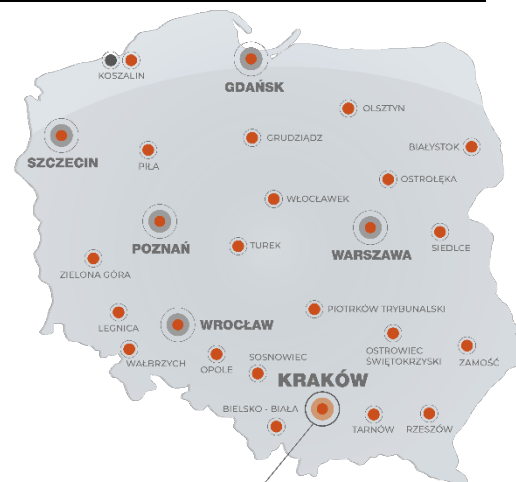 KOSZALIN
GDAŃSK
OLSZTYN
GRUDZIĄDZ
BIAŁYSTOK
SZCZECIN
PIŁA
OSTROŁĘKA
WŁOCŁAWEK
POZNAŃ
TUREK
WARSZAWA
SIEDLCE
ZIELONA GÓRA
PIOTRKÓW TRYBUNALSKI
LEGNICA
WROCŁAW
OSTROWIEC
ŚWIĘTOKRZYSKI
ZAMOŚĆ
WAŁBRZYCH
OPOLE
SOSNOWIEC
KRAKÓW
BIELSKO - BIAŁA
TARNÓW
RZESZÓW